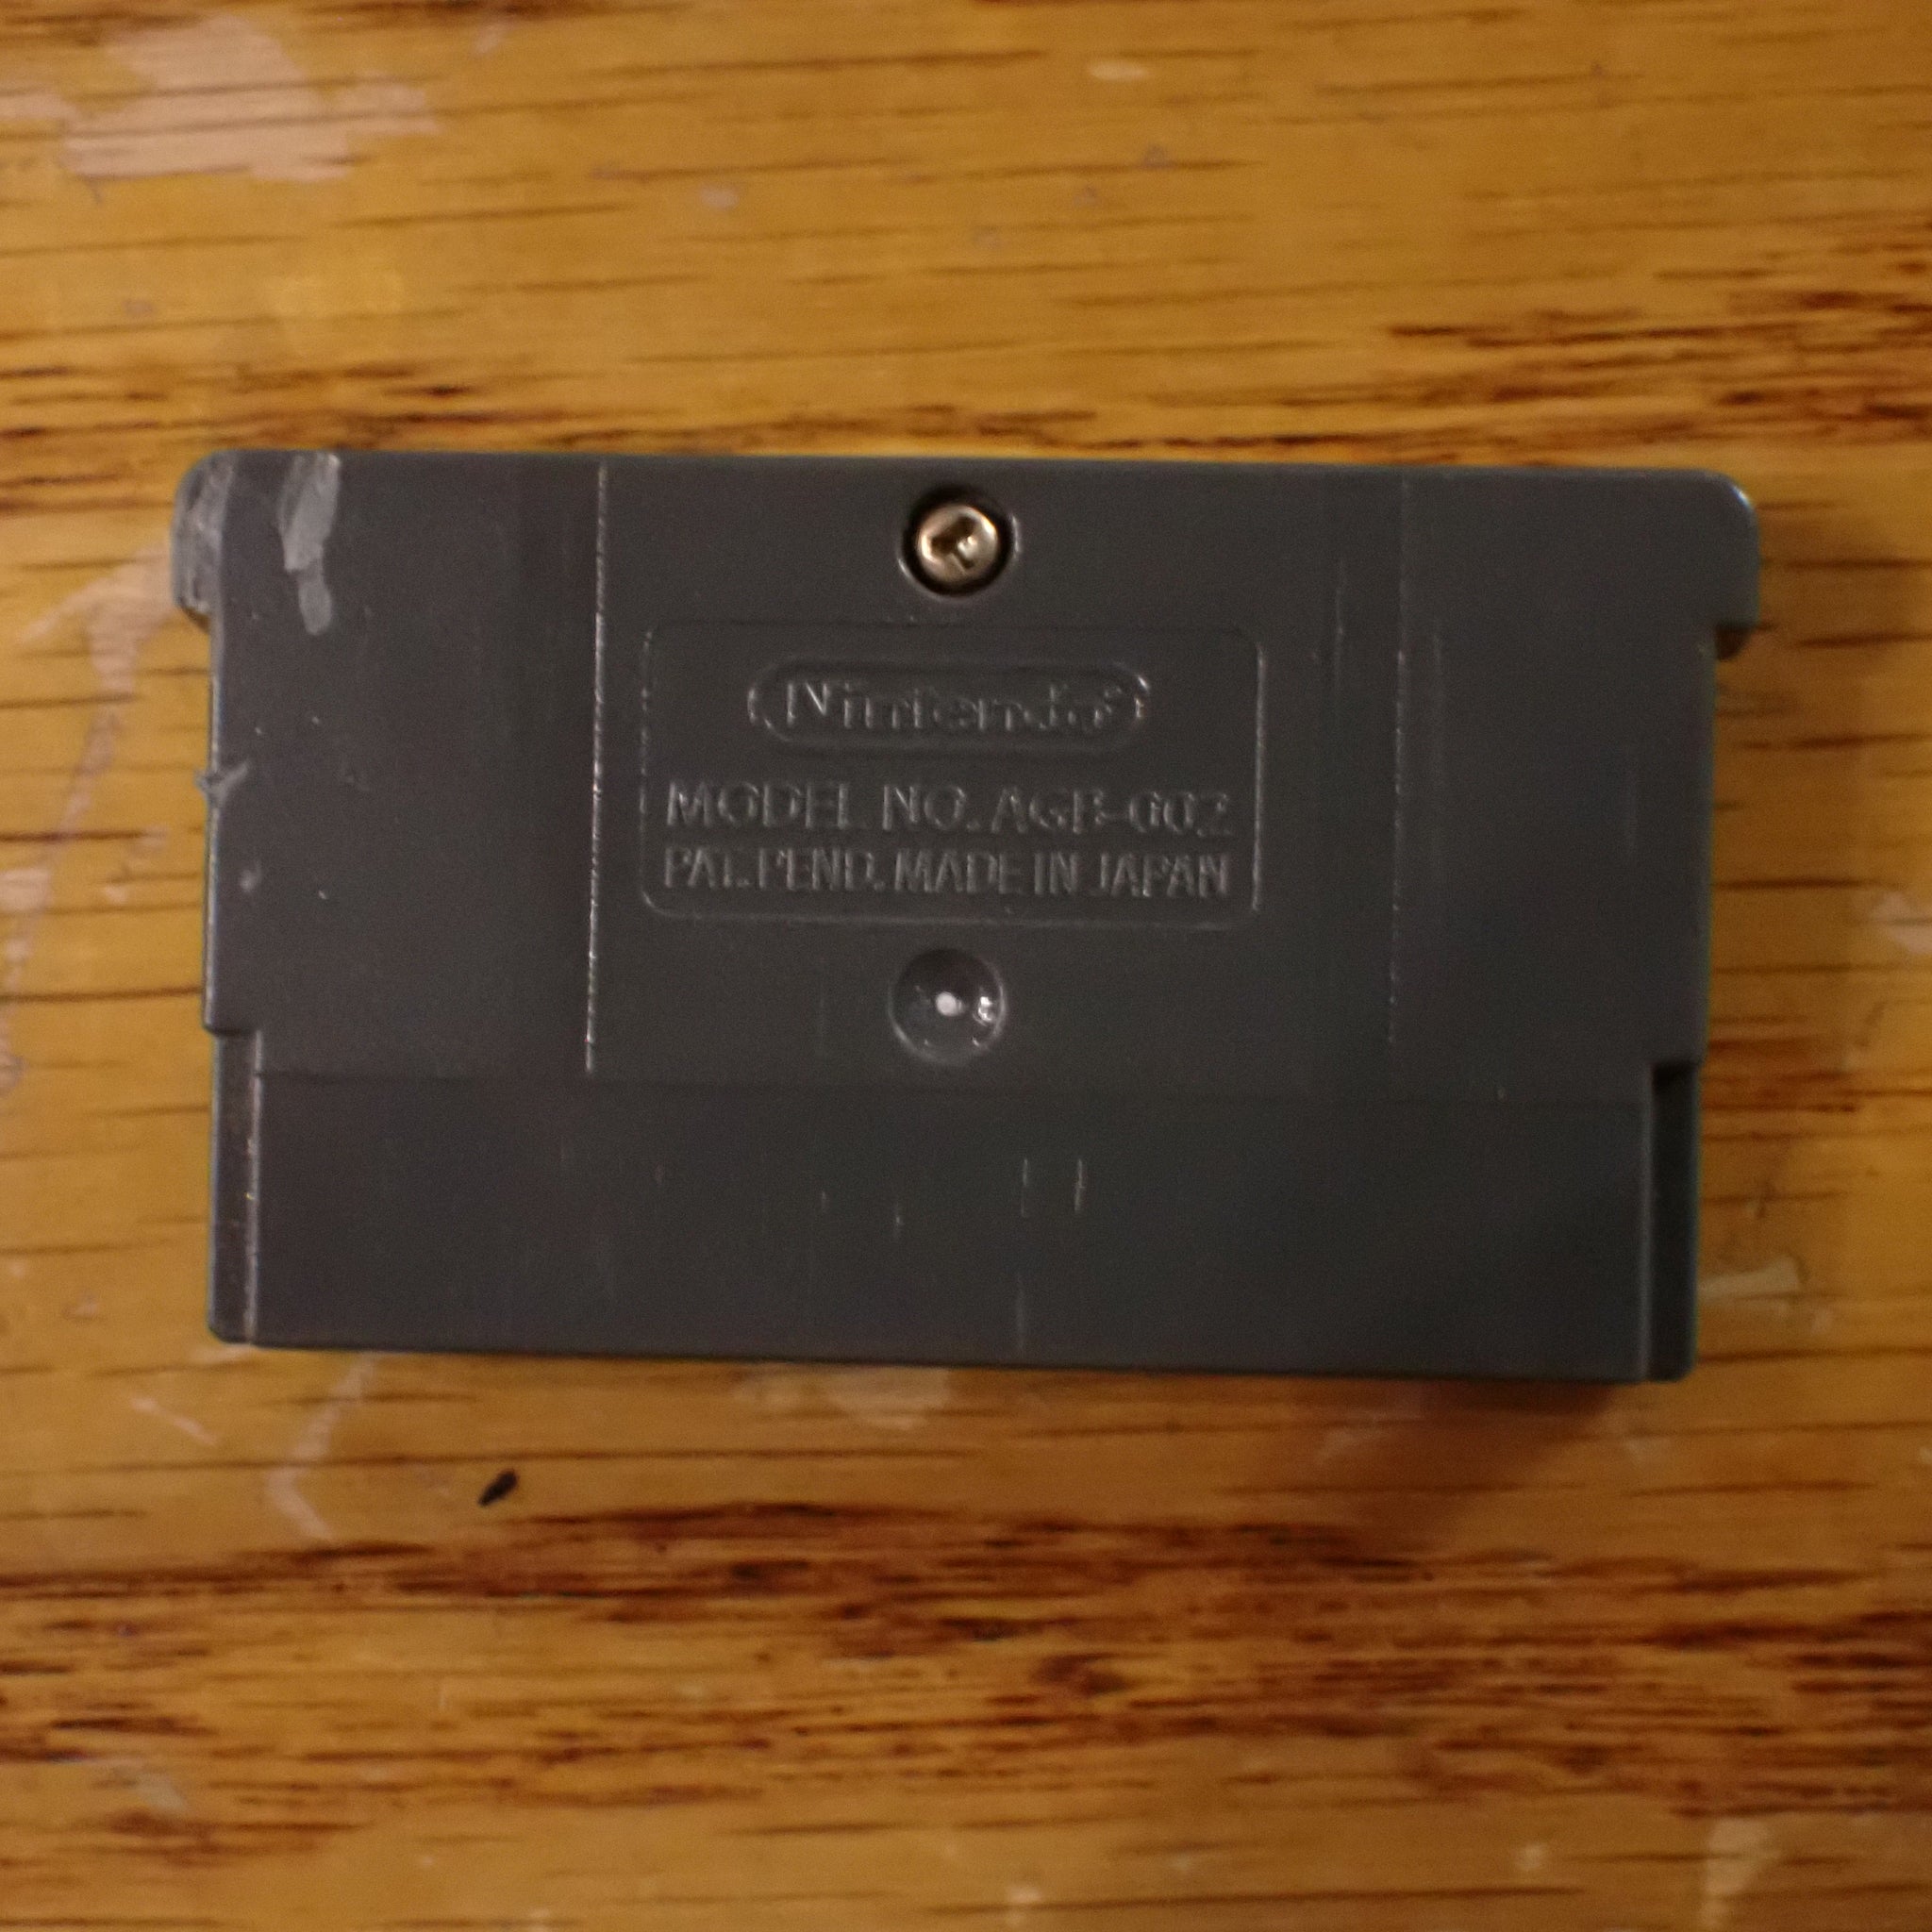 Nintendo®
MODEL NO. AGB-002
PAT. PEND. MADE IN JAPAN